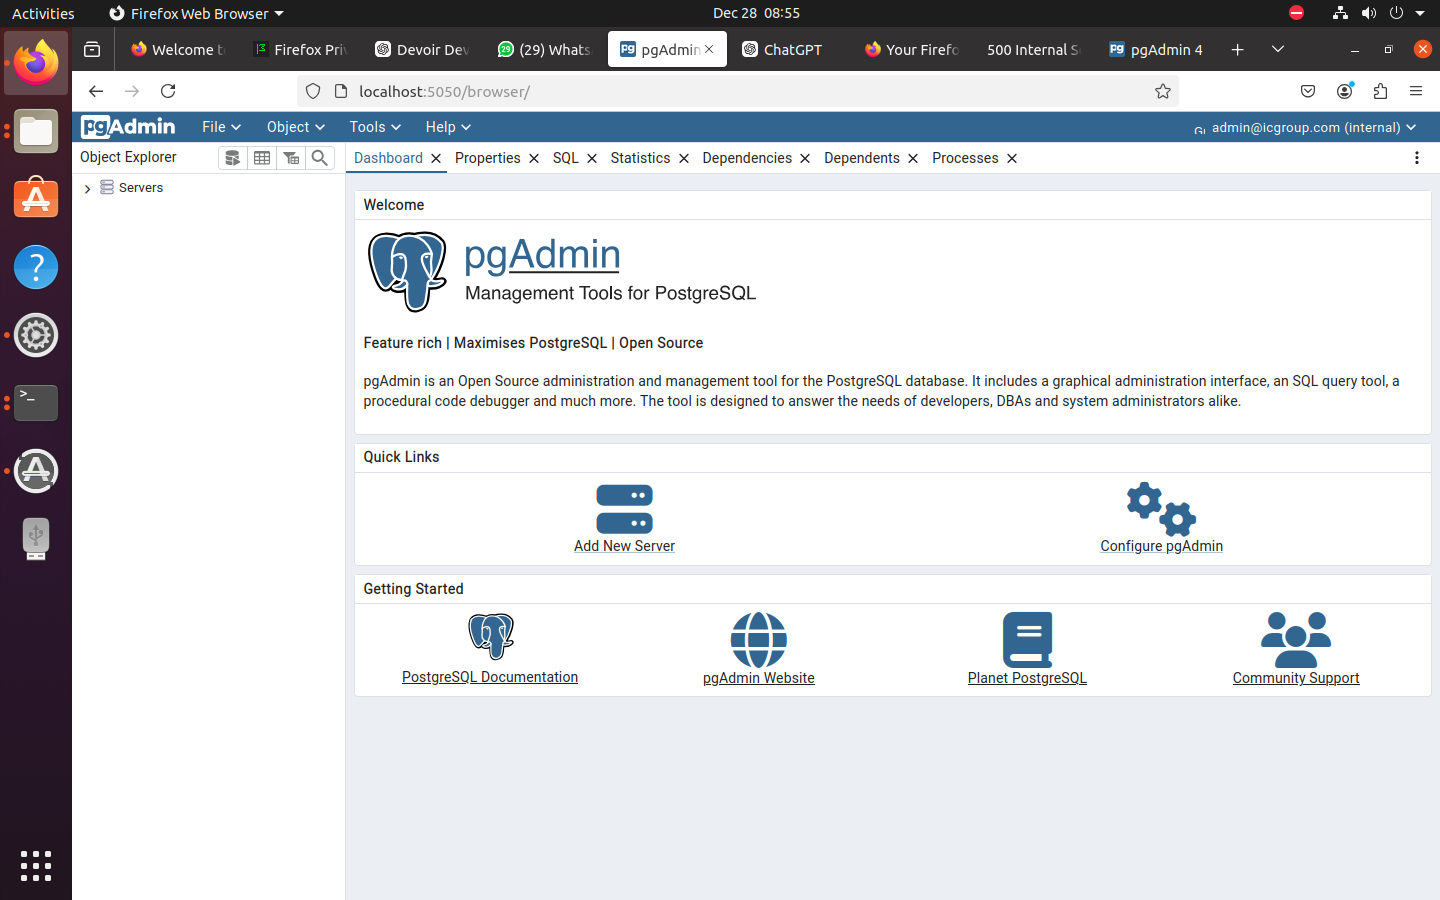 Activities
Firefox Web Browser
Dec 28 08:55
Welcome t
Firefox Priv
Devoir Dev
(29) Whats
pgAdmin
ChatGPT
Your Firefo
500 Internal S
pgAdmin 4
localhost:5050/browser/
pgAdmin
File
Object
Tools
Help
admin@icgroup.com (internal)
Object Explorer
Dashboard
Properties
SQL
Statistics
Dependencies
Dependents
Processes
Servers
Welcome
pgAdmin
Management Tools for PostgreSQL
Feature rich | Maximises PostgreSQL | Open Source
pgAdmin is an Open Source administration and management tool for the PostgreSQL database. It includes a graphical administration interface, an SQL query tool, a
procedural code debugger and much more. The tool is designed to answer the needs of developers, DBAs and system administrators alike.
Quick Links
Add New Server
Configure pgAdmin
Getting Started
PostgreSQL Documentation
pgAdmin Website
Planet PostgreSQL
Community Support